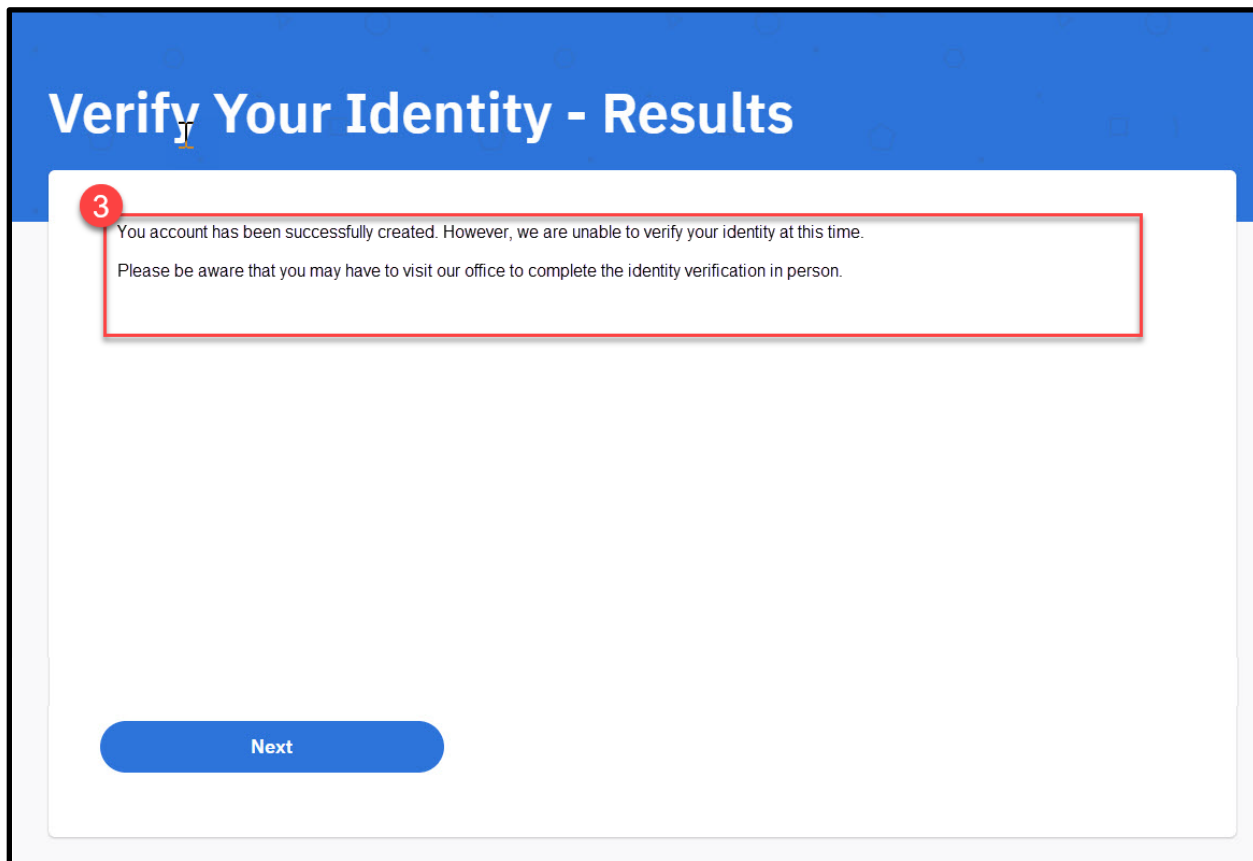 Verify Your Identity - Results
3
You account has been successfully created. However, we are unable to verify your identity at this time.
Please be aware that you may have to visit our office to complete the identity verification in person.
Next